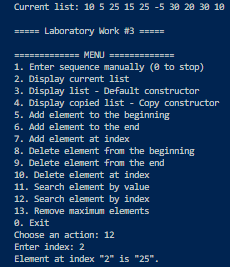 Current list: 10 5 25 15 25 -5 30 20 30 10
===== Laboratory Work #3 =====
============= MENU =============
1. Enter sequence manually (0 to stop)
2. Display current list
3. Display list - Default constructor
4. Display copied list - Copy constructor
5. Add element to the beginning
6. Add element to the end
7. Add element at index
8. Delete element from the beginning
9. Delete element from the end
10. Delete element at index
11. Search element by value
12. Search element by index
13. Remove maximum elements
0. Exit
Choose an action: 12
Enter index: 2
Element at index "2" is "25".